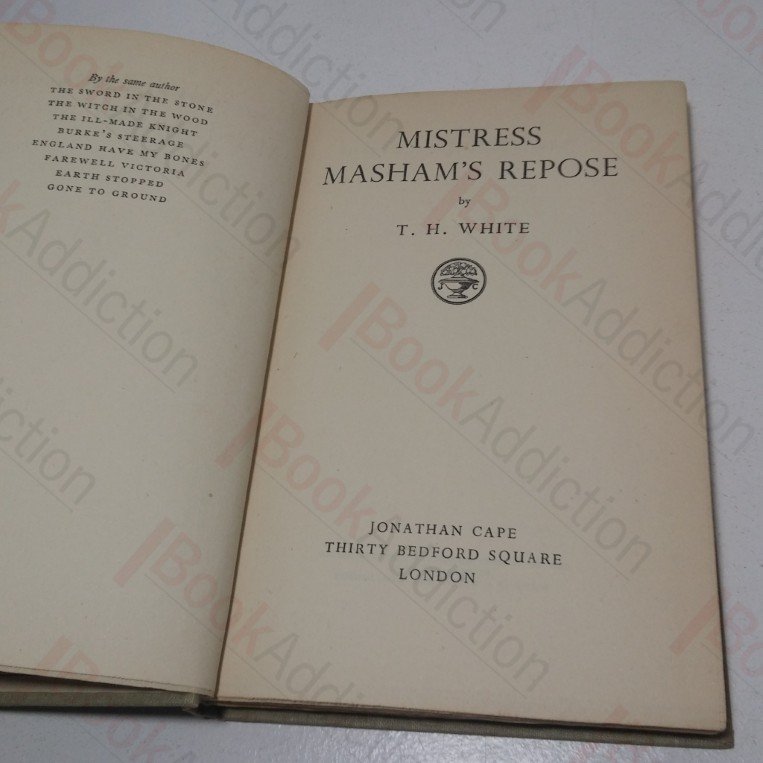 By the same author
THE SWORD IN THE STONE
THE WITCH IN THE WOOD
THE ILL-MADE KNIGHT
BURKE'S STEERAGE
ENGLAND HAVE MY BONES
FAREWELL VICTORIA
EARTH STOPPED
GONE TO GROUND
MISTRESS
MASHAM'S REPOSE
by
T. H. WHITE
J C
JONATHAN CAPE
THIRTY BEDFORD SQUARE
LONDON
BookAddiction